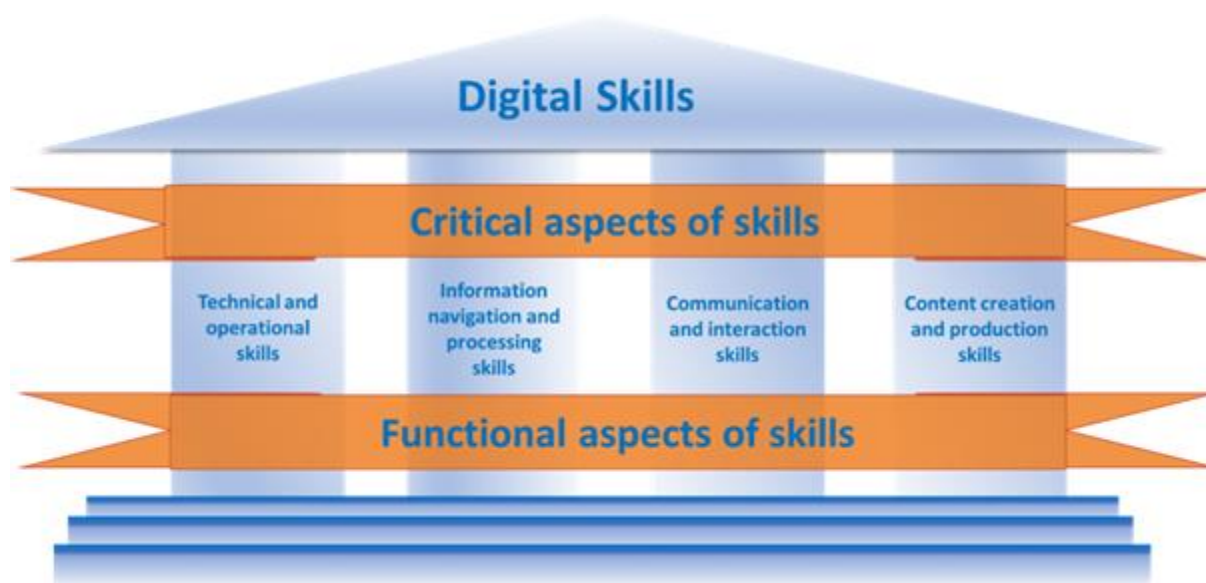 Digital Skills
Critical aspects of skills
Technical and
operational
skills
Information
navigation and
processing
skills
Communication
and interaction
skills
Content creation
and production
skills
Functional aspects of skills